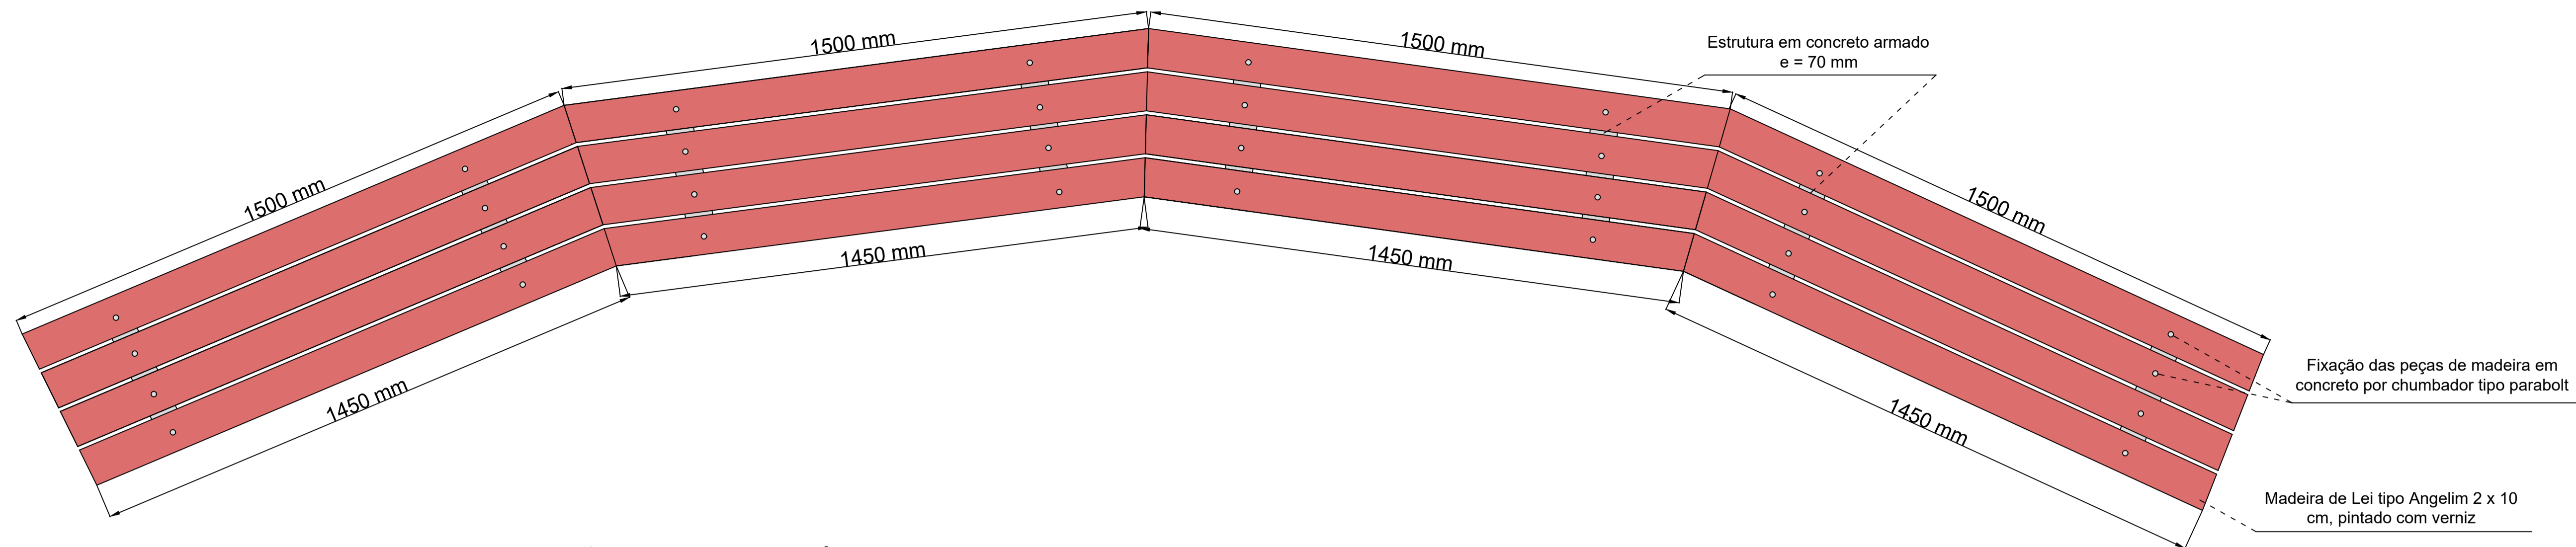 1500 mm
1500 mm
Estrutura em concreto armado
e = 70 mm
1500 mm
1500 mm
1450 mm
1450 mm
Fixação das peças de madeira em
concreto por chumbador tipo parabolt
1450 mm
1450 mm
Madeira de Lei tipo Angelim 2 x 10
cm, pintado com verniz